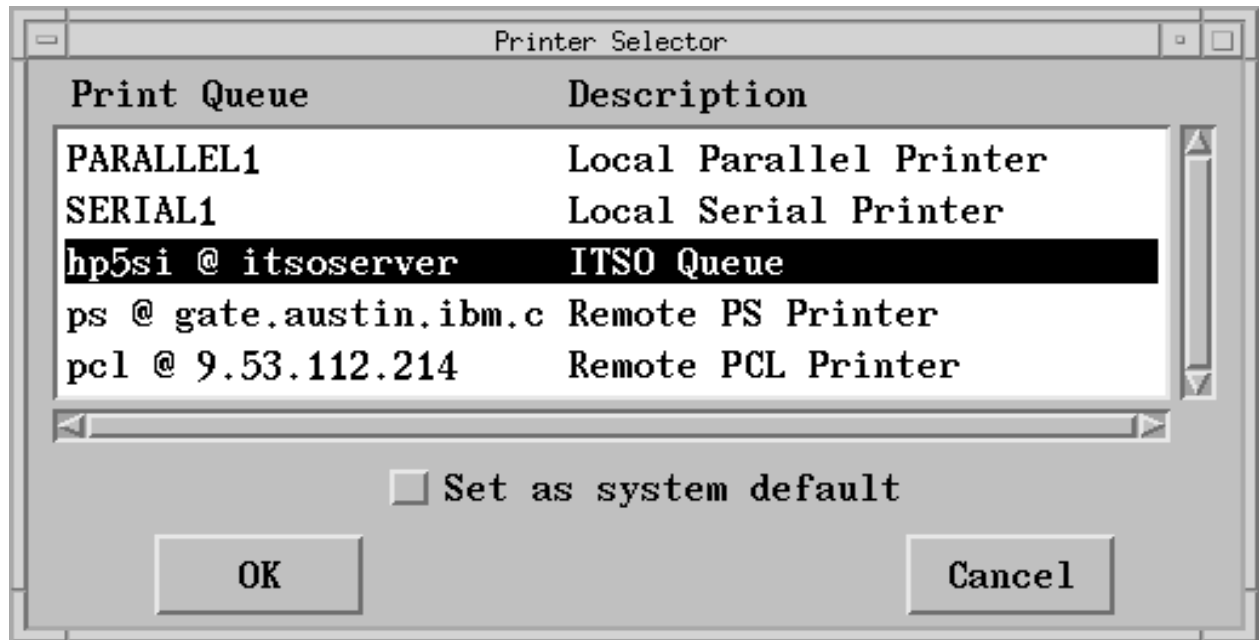 Printer Selector
Print Queue Description
PARALLEL1 Local Parallel Printer
SERIAL1 Local Serial Printer
hp5si @ itsoserver ITSO Queue
ps @ gate.austin.ibm.c Remote PS Printer
pcl @ 9.53.112.214 Remote PCL Printer
Set as system default
OK Cancel